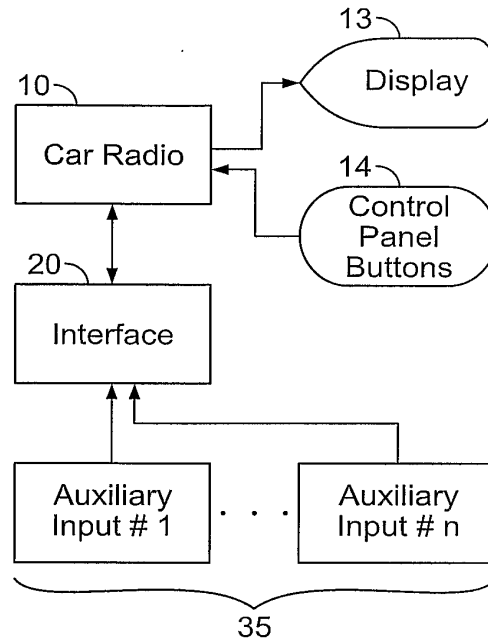 13
Display
10
Car Radio
14
Control
Panel
Buttons
20
Interface
Auxiliary
Input # 1
. . .
Auxiliary
Input # n
35